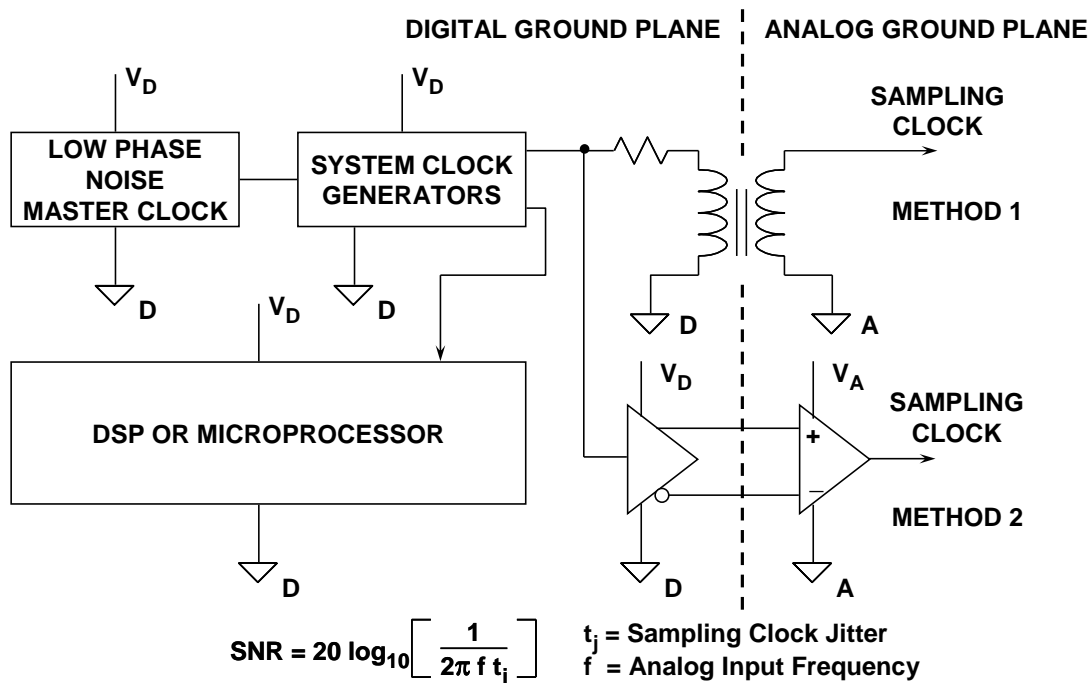 DIGITAL GROUND PLANE
ANALOG GROUND PLANE
V_D
V_D
SAMPLING
CLOCK
LOW PHASE
NOISE
MASTER CLOCK
SYSTEM CLOCK
GENERATORS
METHOD 1
D
D
V_D
D
A
V_D
V_A
DSP OR MICROPROCESSOR
SAMPLING
CLOCK
+
–
METHOD 2
D
D
A
SNR = 20 log₁₀[ 1 / 2π f t_j ]
t_j = Sampling Clock Jitter
f = Analog Input Frequency